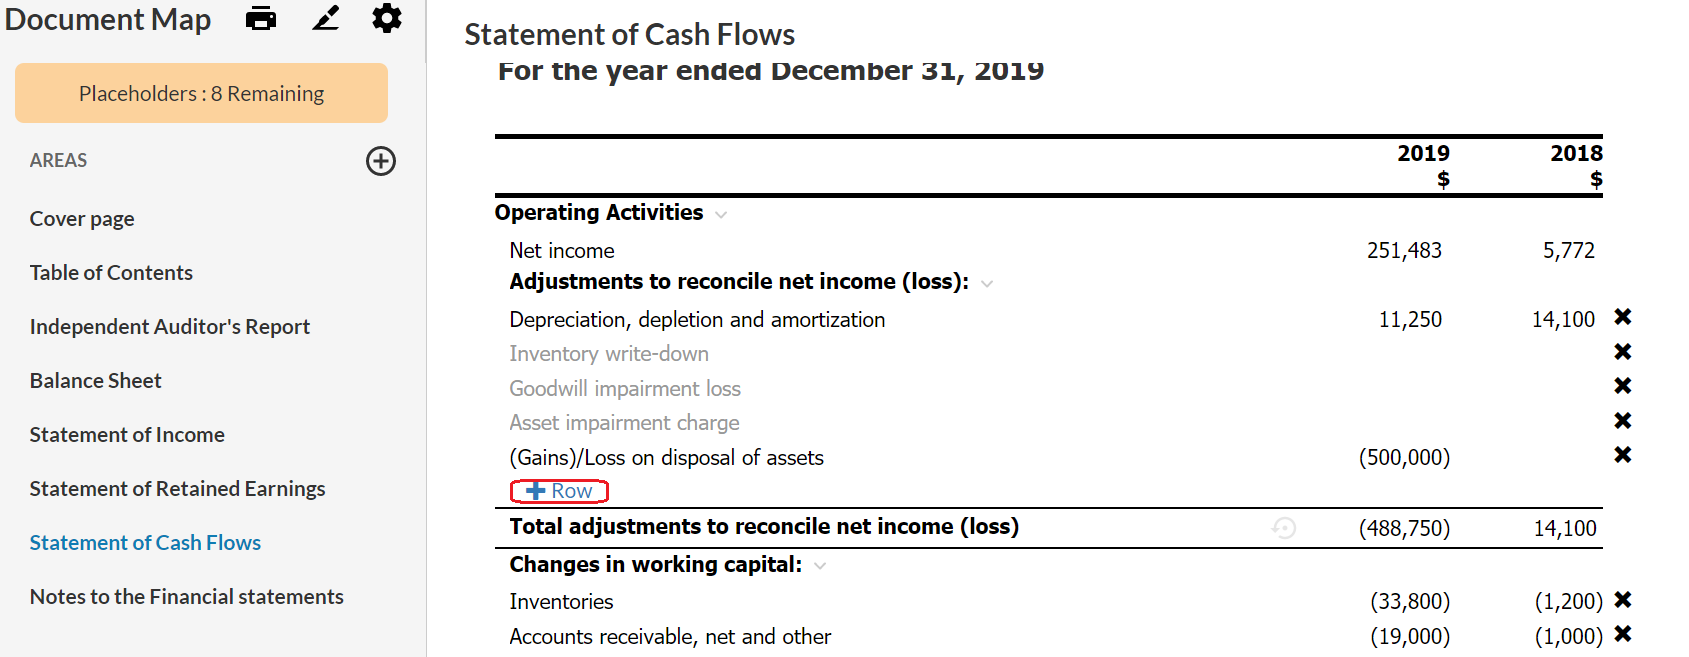 Document Map
Placeholders : 8 Remaining
AREAS
Cover page
Table of Contents
Independent Auditor's Report
Balance Sheet
Statement of Income
Statement of Retained Earnings
Statement of Cash Flows
Notes to the Financial statements
Statement of Cash Flows
For the year ended December 31, 2019
2019 2018
$ $
Operating Activities
Net income 251,483 5,772
Adjustments to reconcile net income (loss):
Depreciation, depletion and amortization 11,250 14,100
Inventory write-down
Goodwill impairment loss
Asset impairment charge
(Gains)/Loss on disposal of assets (500,000)
+ Row
Total adjustments to reconcile net income (loss) (488,750) 14,100
Changes in working capital:
Inventories (33,800) (1,200)
Accounts receivable, net and other (19,000) (1,000)